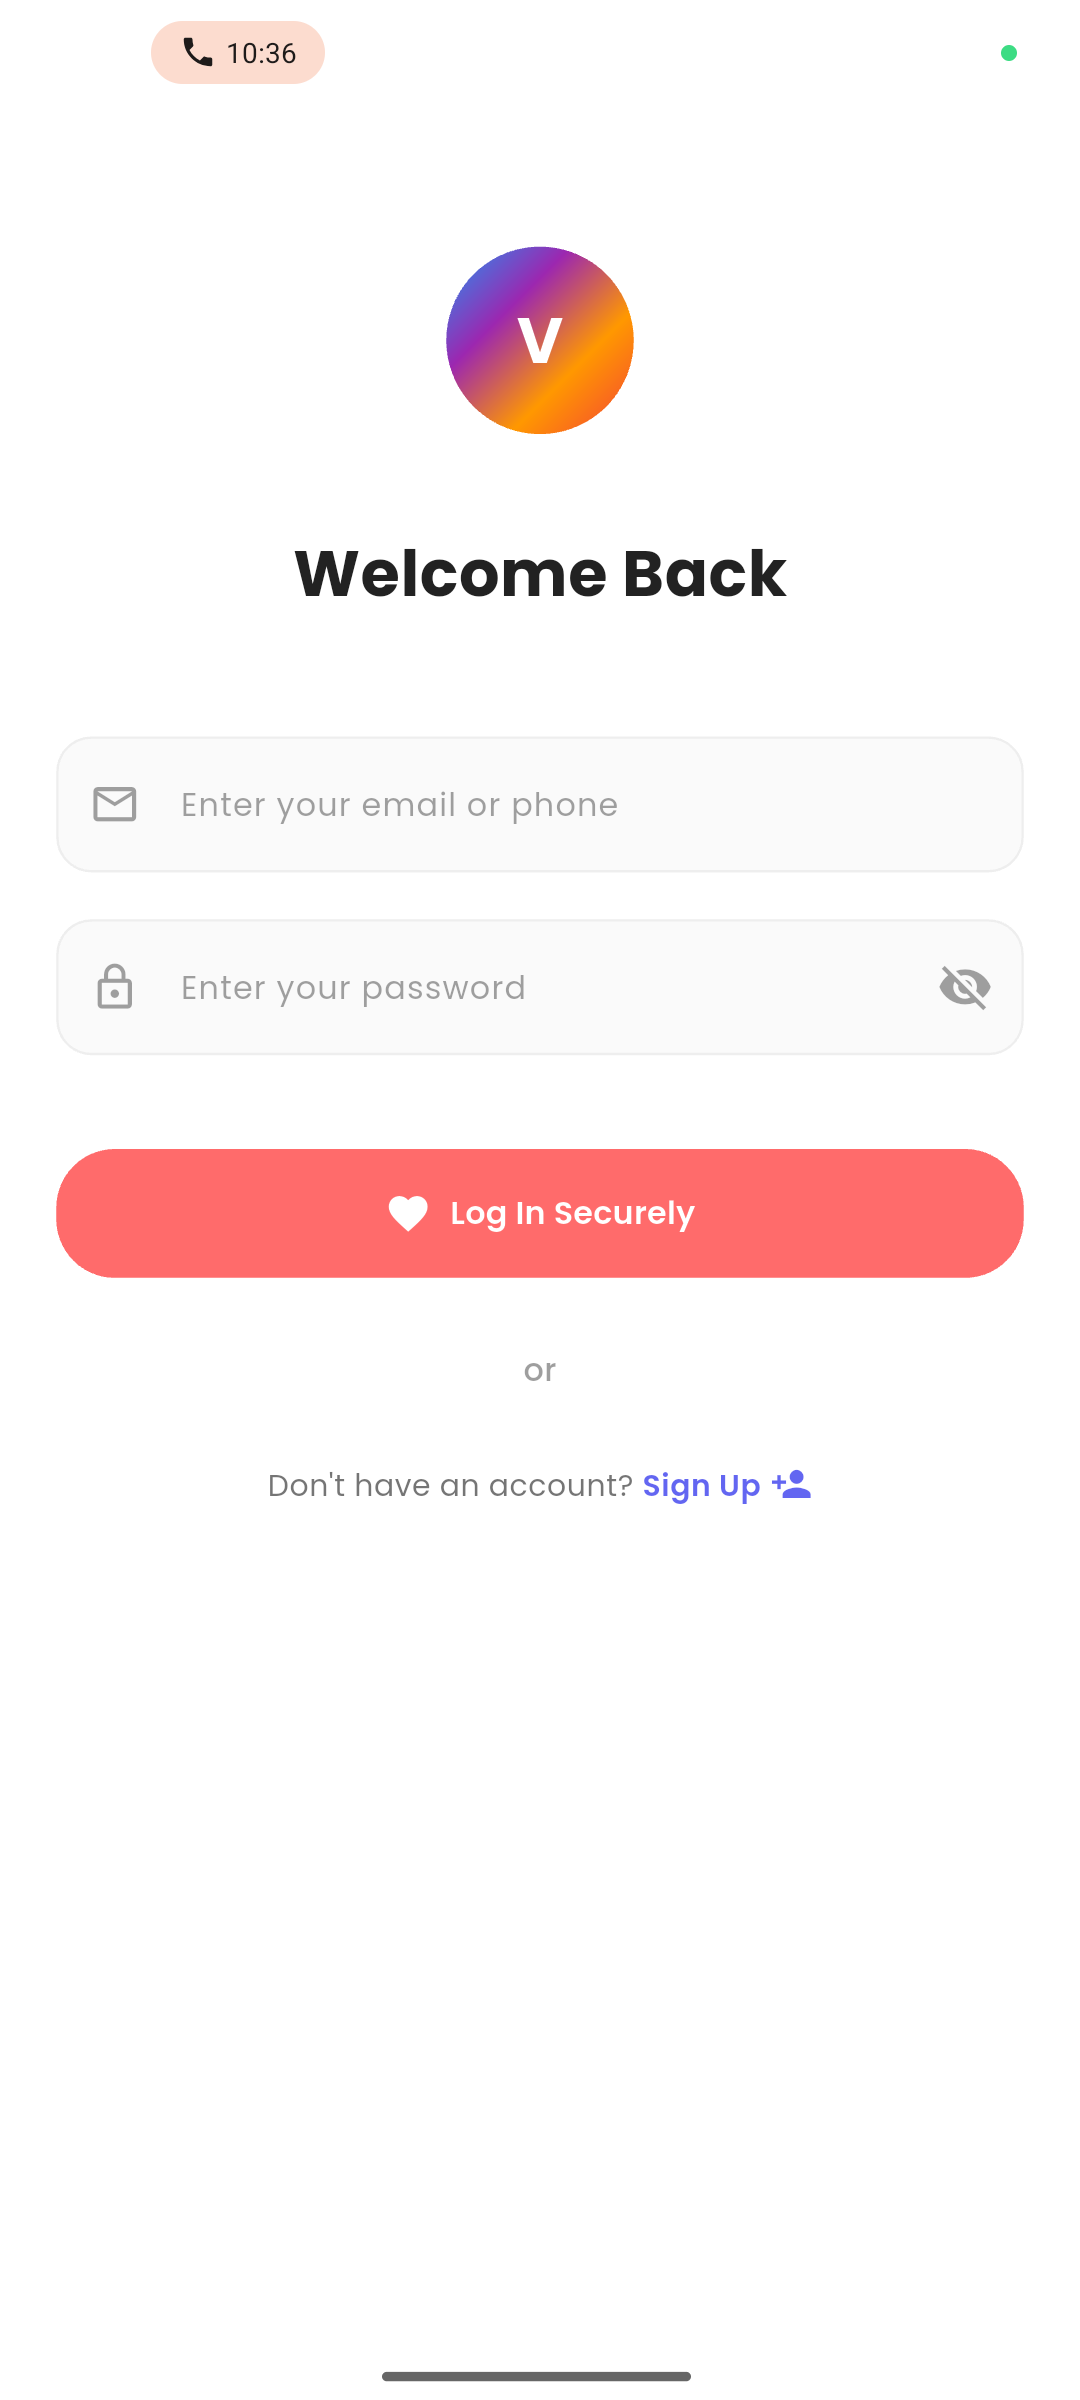 10:36
V
Welcome Back
Enter your email or phone
Enter your password
Log In Securely
or
Don't have an account? Sign Up